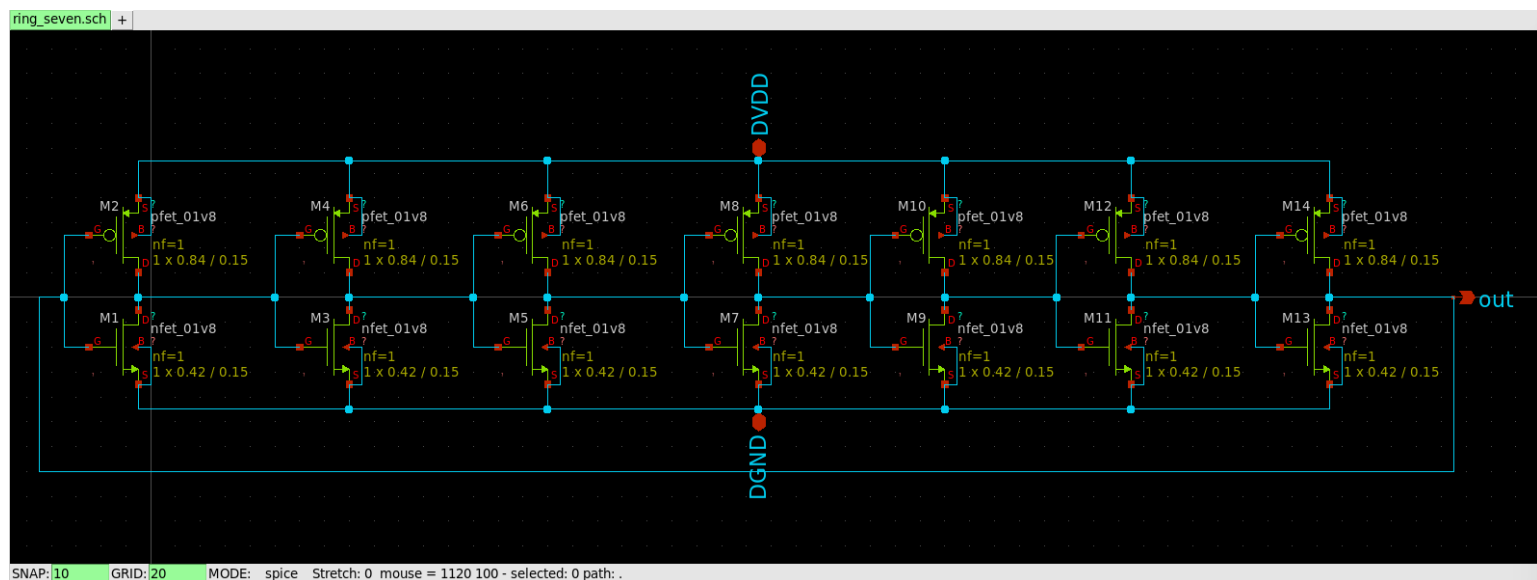 ring_seven.sch +
DVDD
M2 pfet_01v8 G S B D ? ? nf=1 1 x 0.84 / 0.15
M4 pfet_01v8 G S B D ? ? nf=1 1 x 0.84 / 0.15
M6 pfet_01v8 G S B D ? ? nf=1 1 x 0.84 / 0.15
M8 pfet_01v8 G S B D ? ? nf=1 1 x 0.84 / 0.15
M10 pfet_01v8 G S B D ? ? nf=1 1 x 0.84 / 0.15
M12 pfet_01v8 G S B D ? ? nf=1 1 x 0.84 / 0.15
M14 pfet_01v8 G S B D ? ? nf=1 1 x 0.84 / 0.15
out
M1 nfet_01v8 G D B S ? ? nf=1 1 x 0.42 / 0.15
M3 nfet_01v8 G D B S ? ? nf=1 1 x 0.42 / 0.15
M5 nfet_01v8 G D B S ? ? nf=1 1 x 0.42 / 0.15
M7 nfet_01v8 G D B S ? ? nf=1 1 x 0.42 / 0.15
M9 nfet_01v8 G D B S ? ? nf=1 1 x 0.42 / 0.15
M11 nfet_01v8 G D B S ? ? nf=1 1 x 0.42 / 0.15
M13 nfet_01v8 G D B S ? ? nf=1 1 x 0.42 / 0.15
DGND
SNAP: 10 GRID: 20 MODE: spice Stretch: 0 mouse = 1120 100 - selected: 0 path: .